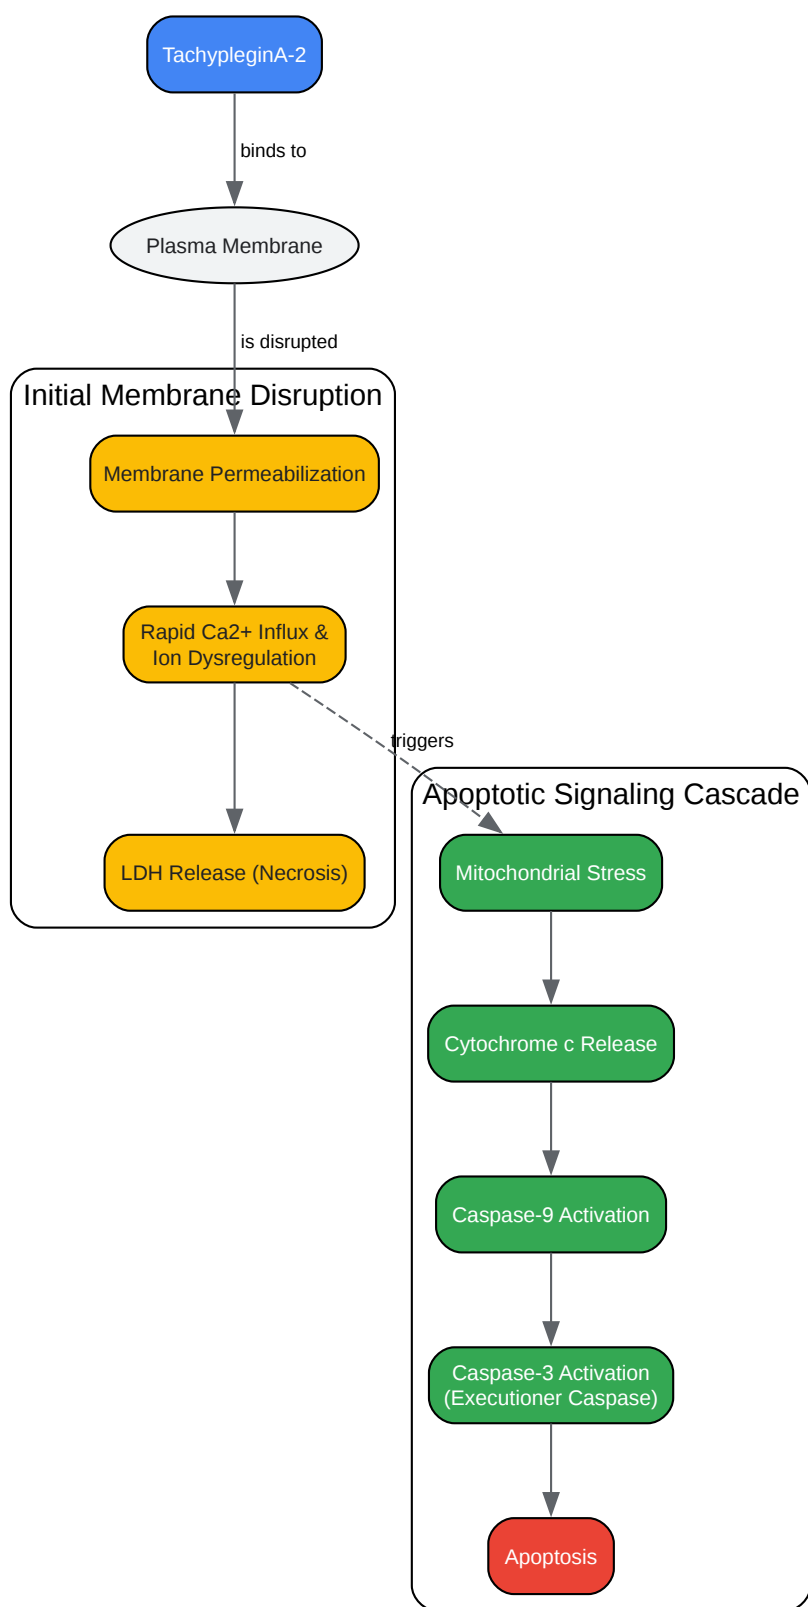 TachypleginA-2
binds to
Plasma Membrane
is disrupted
Initial Membrane Disruption
Membrane Permeabilization
Rapid Ca2+ Influx &
Ion Dysregulation
triggers
LDH Release (Necrosis)
Apoptotic Signaling Cascade
Mitochondrial Stress
Cytochrome c Release
Caspase-9 Activation
Caspase-3 Activation
(Executioner Caspase)
Apoptosis